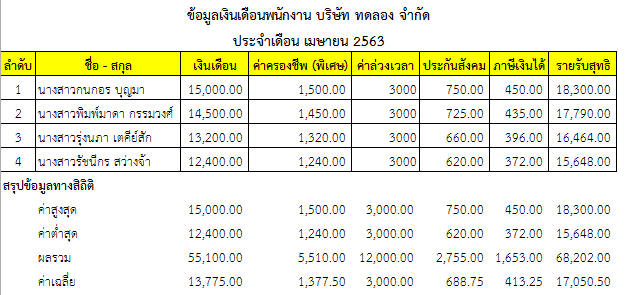 ข้อมูลเงินเดือนพนักงาน บริษัท ทดลอง จำกัด
ประจำเดือน เมษายน 2563
ลำดับ ชื่อ - สกุล เงินเดือน ค่าครองชีพ (พิเศษ) ค่าล่วงเวลา ประกันสังคม ภาษีเงินได้ รายรับสุทธิ
1 นางสาวกนกอร บุญมา 15,000.00 1,500.00 3000 750.00 450.00 18,300.00
2 นางสาวพิมพ์มาดา กรรมวงศ์ 14,500.00 1,450.00 3000 725.00 435.00 17,790.00
3 นางสาวรุ่งนภา เตคีย์สัก 13,200.00 1,320.00 3000 660.00 396.00 16,464.00
4 นางสาวรัชนีกร สว่างจ้า 12,400.00 1,240.00 3000 620.00 372.00 15,648.00
สรุปข้อมูลทางสิถิติ
ค่าสูงสุด 15,000.00 1,500.00 3,000.00 750.00 450.00 18,300.00
ค่าต่ำสุด 12,400.00 1,240.00 3,000.00 620.00 372.00 15,648.00
ผลรวม 55,100.00 5,510.00 12,000.00 2,755.00 1,653.00 68,202.00
ค่าเฉลี่ย 13,775.00 1,377.50 3,000.00 688.75 413.25 17,050.50